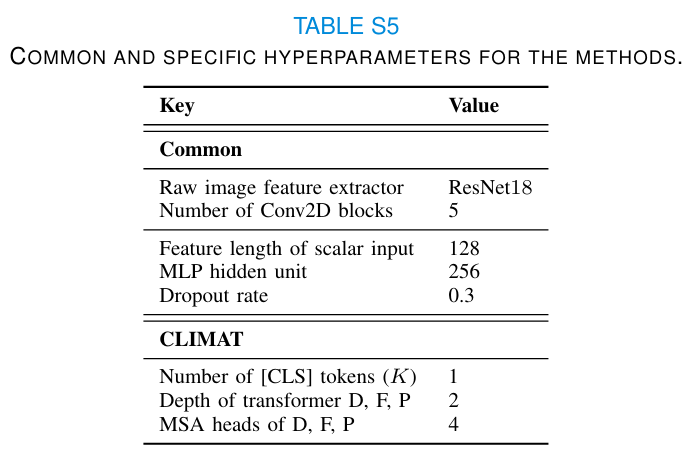 TABLE S5
COMMON AND SPECIFIC HYPERPARAMETERS FOR THE METHODS.
Key Value
Common
Raw image feature extractor ResNet18
Number of Conv2D blocks 5
Feature length of scalar input 128
MLP hidden unit 256
Dropout rate 0.3
CLIMAT
Number of [CLS] tokens (K) 1
Depth of transformer D, F, P 2
MSA heads of D, F, P 4